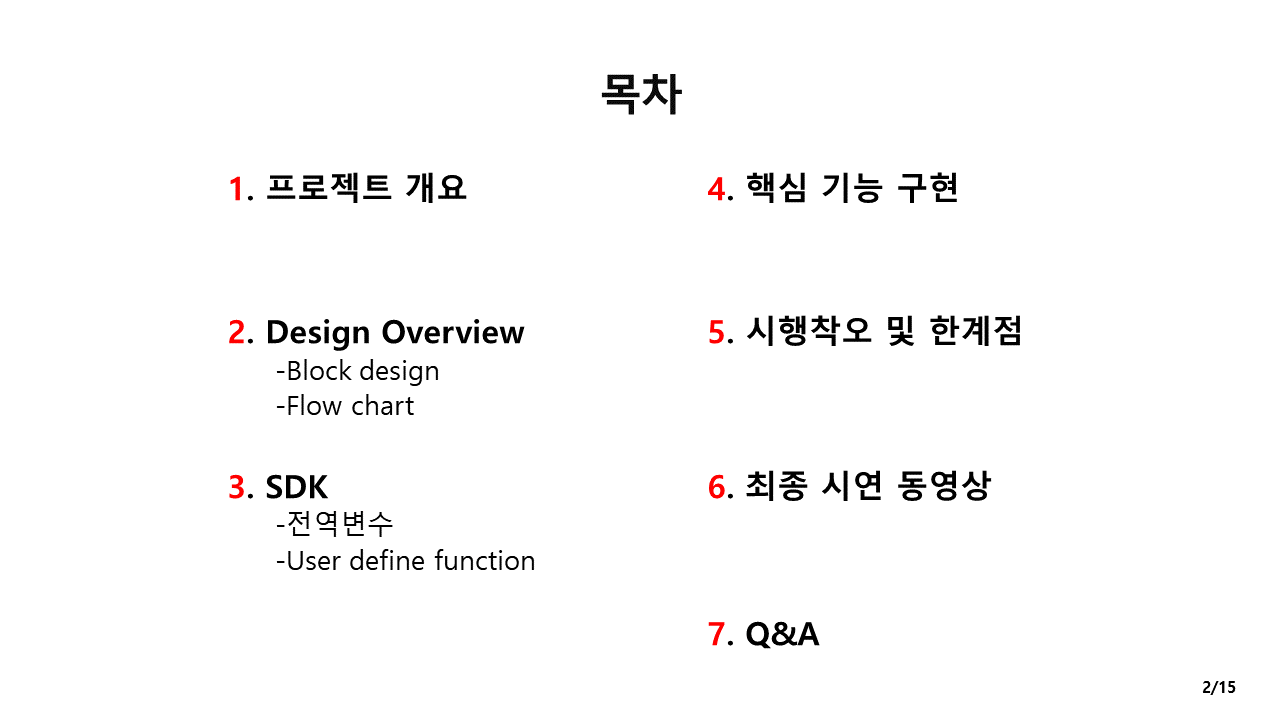 목차
1. 프로젝트 개요
2. Design Overview
-Block design
-Flow chart
3. SDK
-전역변수
-User define function
4. 핵심 기능 구현
5. 시행착오 및 한계점
6. 최종 시연 동영상
7. Q&A
2/15